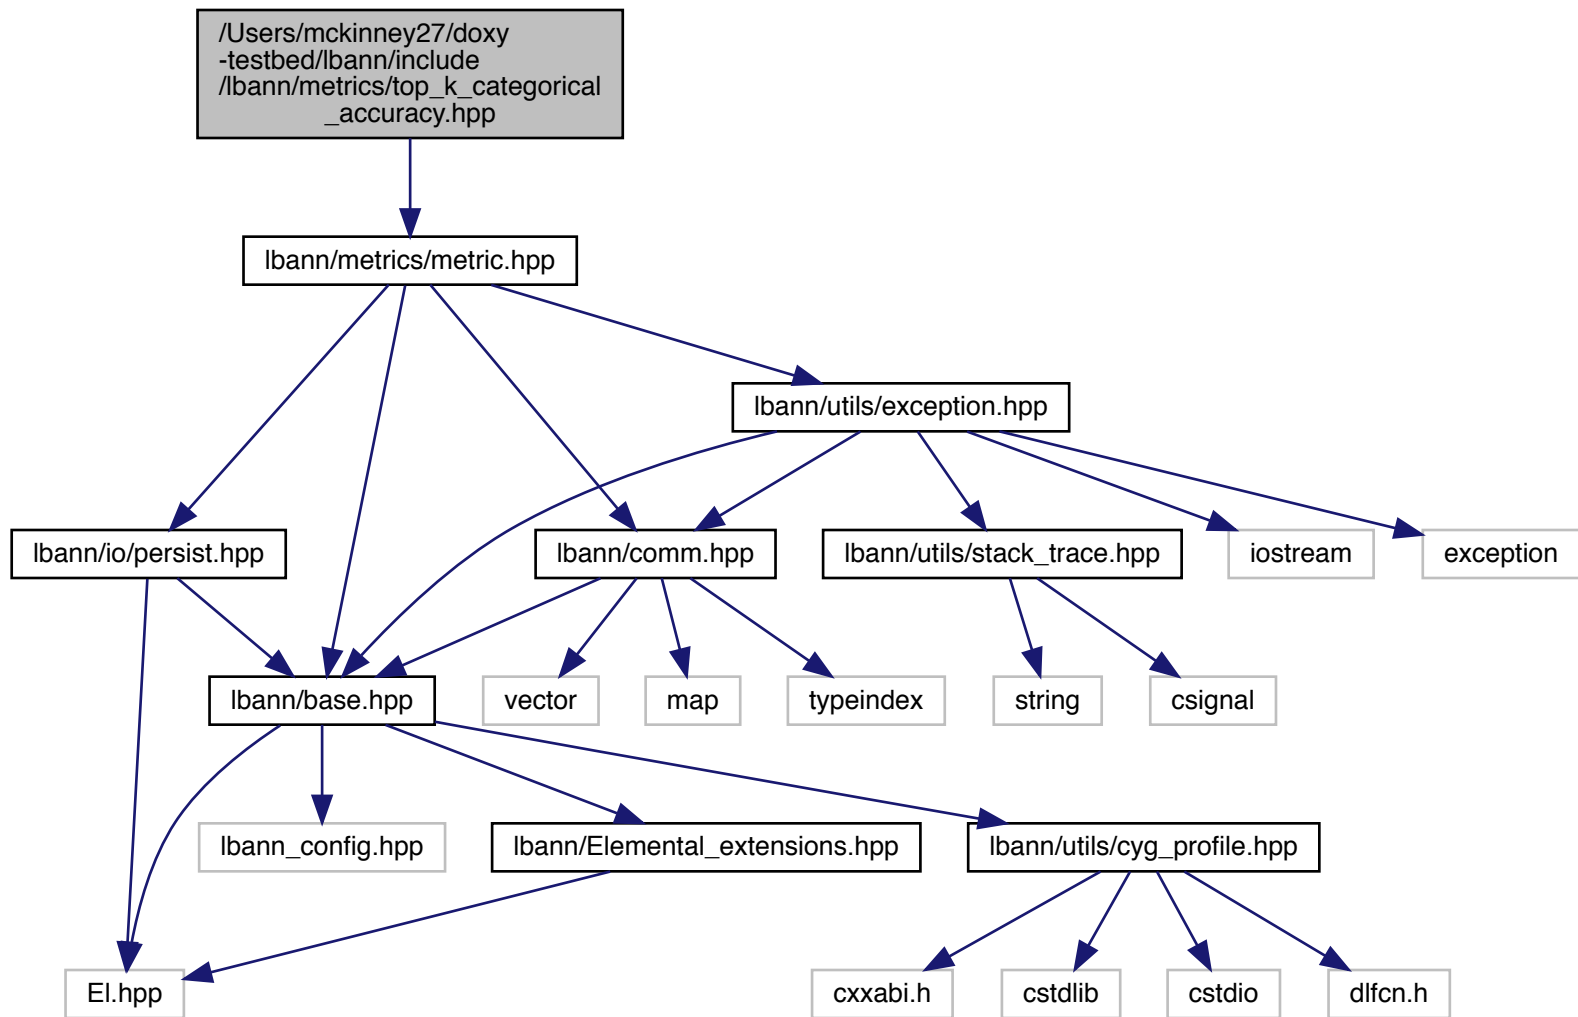 /Users/mckinney27/doxy
-testbed/lbann/include
/lbann/metrics/top_k_categorical
_accuracy.hpp
lbann/metrics/metric.hpp
lbann/utils/exception.hpp
lbann/io/persist.hpp
lbann/comm.hpp
lbann/utils/stack_trace.hpp
iostream
exception
lbann/base.hpp
vector
map
typeindex
string
csignal
lbann_config.hpp
lbann/Elemental_extensions.hpp
lbann/utils/cyg_profile.hpp
El.hpp
cxxabi.h
cstdlib
cstdio
dlfcn.h